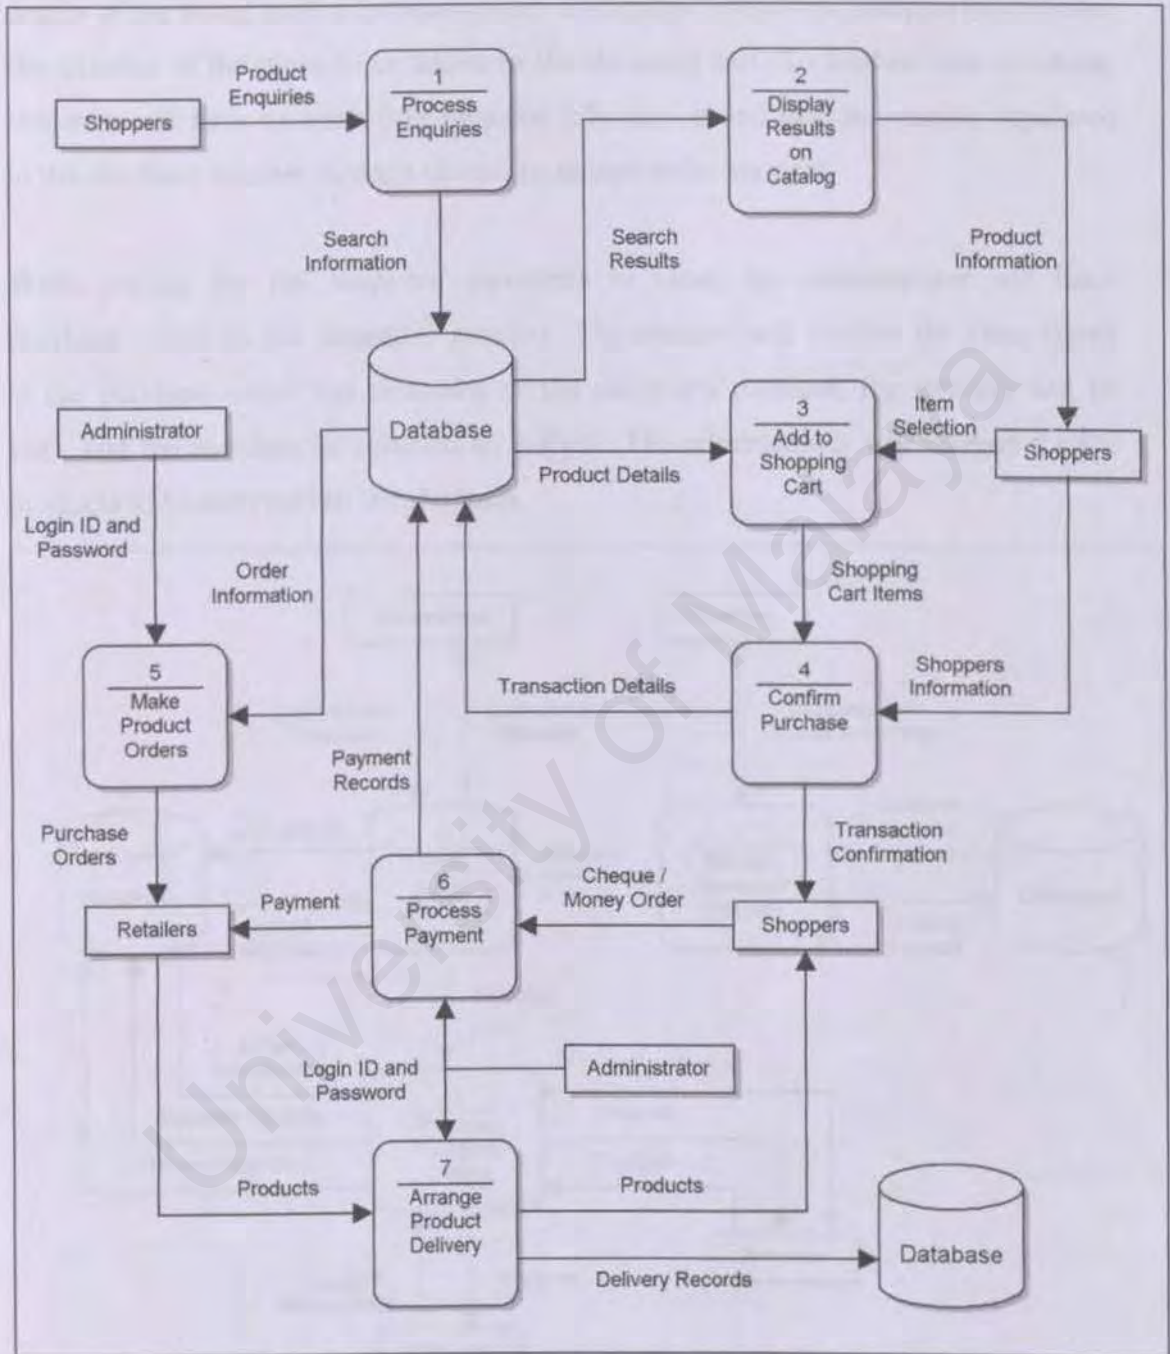 Product
Enquiries
Shoppers
1
Process
Enquiries
2
Display
Results
on
Catalog
Search
Information
Search
Results
Product
Information
Administrator
Database
3
Add to
Shopping
Cart
Item
Selection
Shoppers
Product Details
Login ID and
Password
Order
Information
Shopping
Cart Items
5
Make
Product
Orders
Transaction Details
4
Confirm
Purchase
Shoppers
Information
Payment
Records
Purchase
Orders
Transaction
Confirmation
Retailers
Payment
6
Process
Payment
Cheque /
Money Order
Shoppers
Login ID and
Password
Administrator
Products
7
Arrange
Product
Delivery
Products
Delivery Records
Database
University of Malaya